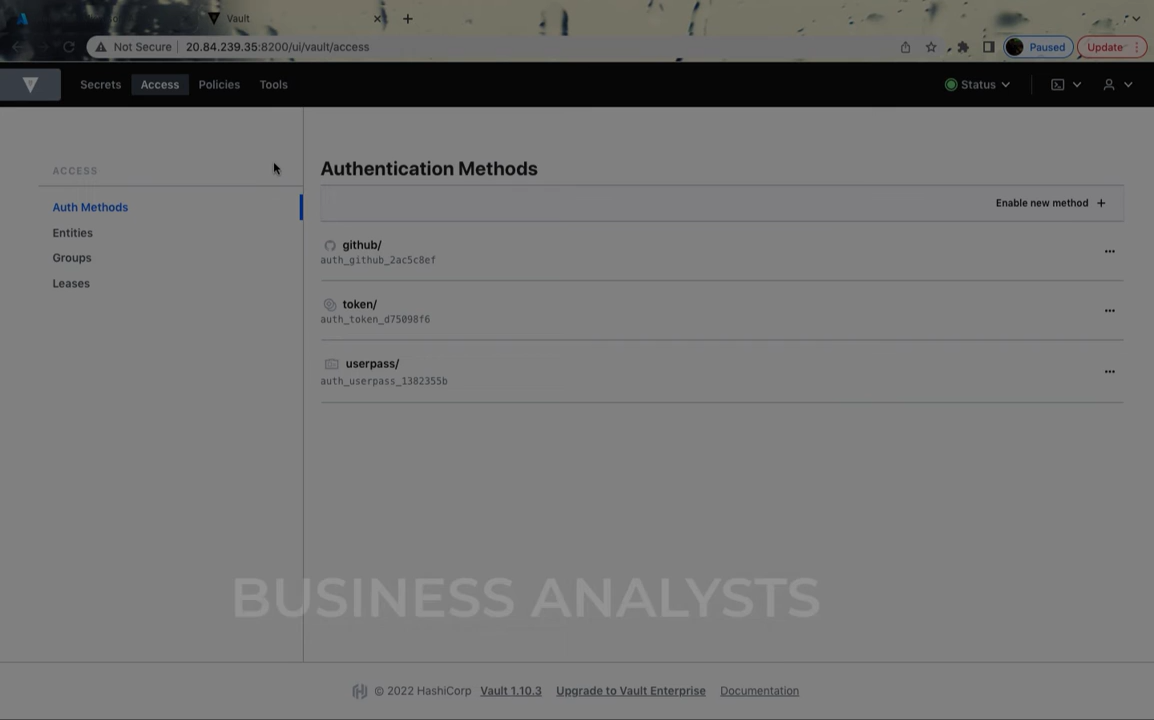 Vault
Not Secure 20.84.239.35:8200/ui/vault/access
Paused
Update
Secrets Access Policies Tools
Status
ACCESS
Auth Methods
Entities
Groups
Leases
Authentication Methods
Enable new method +
github/
auth_github_2ac5c8ef
token/
auth_token_d75098f6
userpass/
auth_userpass_1382355b
BUSINESS ANALYSTS
© 2022 HashiCorp Vault 1.10.3 Upgrade to Vault Enterprise Documentation